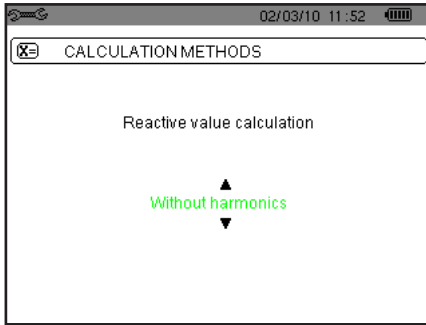 02/03/10 11:52
X= CALCULATION METHODS
Reactive value calculation
Without harmonics